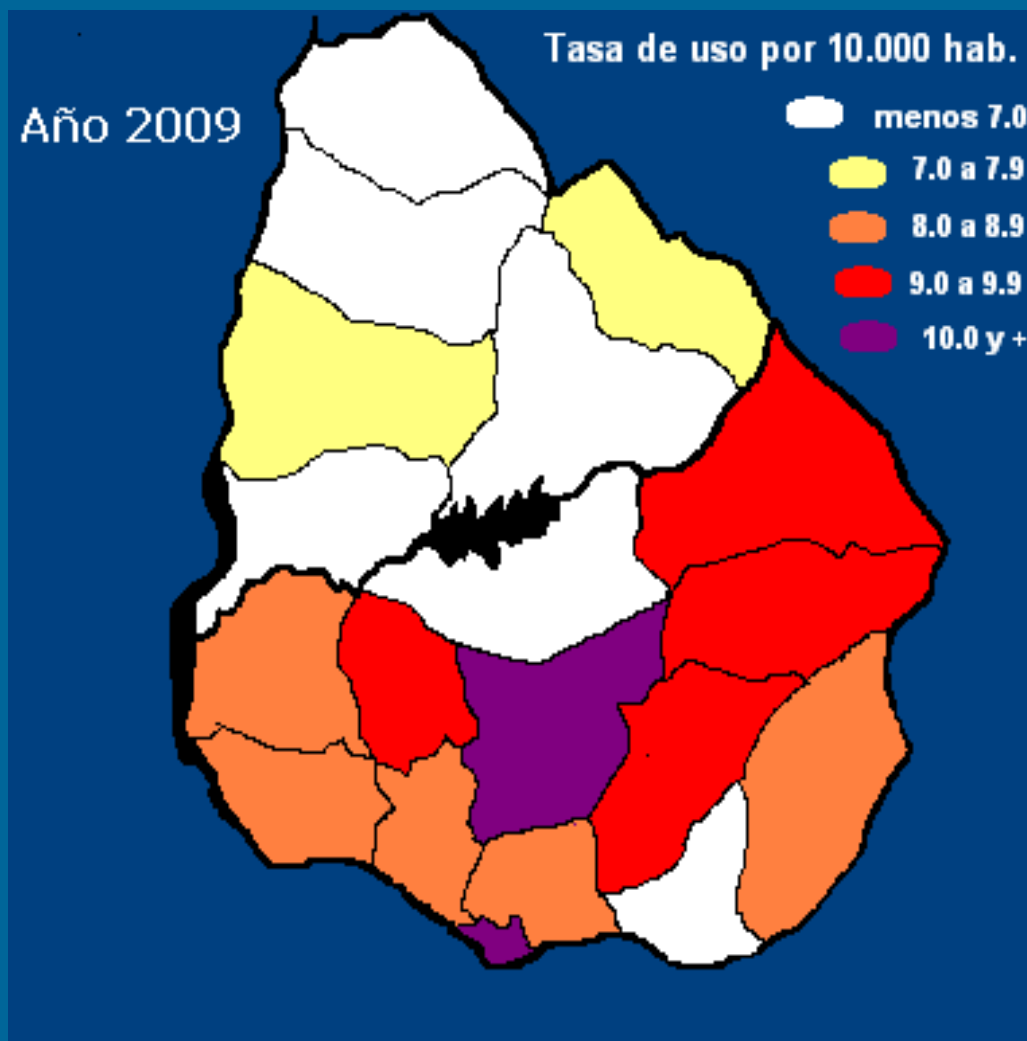 Tasa de uso por 10.000 hab.
Año 2009
menos 7.0
7.0 a 7.9
8.0 a 8.9
9.0 a 9.9
10.0 y +